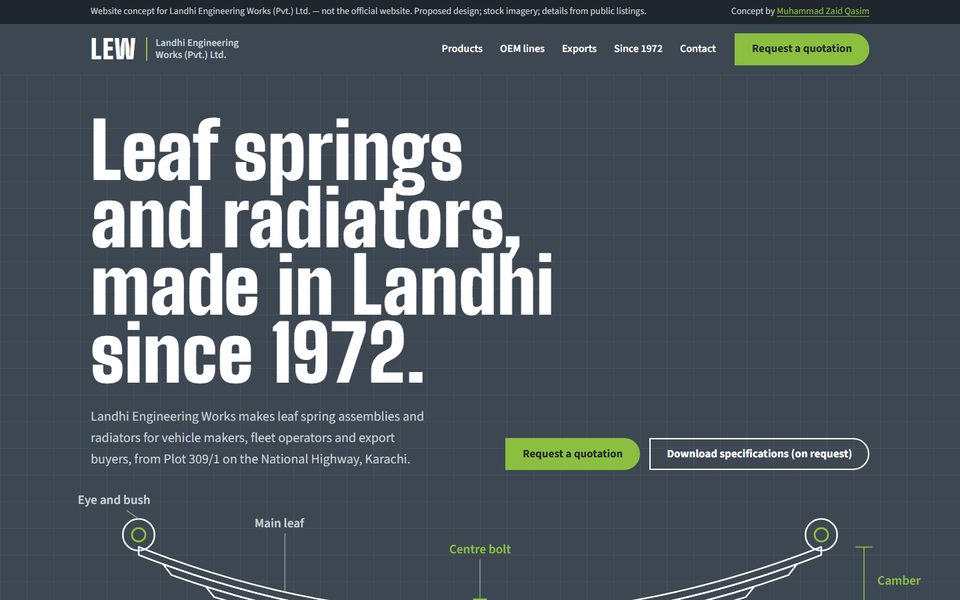 Website concept for Landhi Engineering Works (Pvt.) Ltd. — not the official website. Proposed design; stock imagery; details from public listings.
Concept by Muhammad Zaid Qasim
LEW
Landhi Engineering
Works (Pvt.) Ltd.
Products
OEM lines
Exports
Since 1972
Contact
Request a quotation
Leaf springs
and radiators,
made in Landhi
since 1972.
Landhi Engineering Works makes leaf spring assemblies and
radiators for vehicle makers, fleet operators and export
buyers, from Plot 309/1 on the National Highway, Karachi.
Request a quotation
Download specifications (on request)
Eye and bush
Main leaf
Centre bolt
Camber